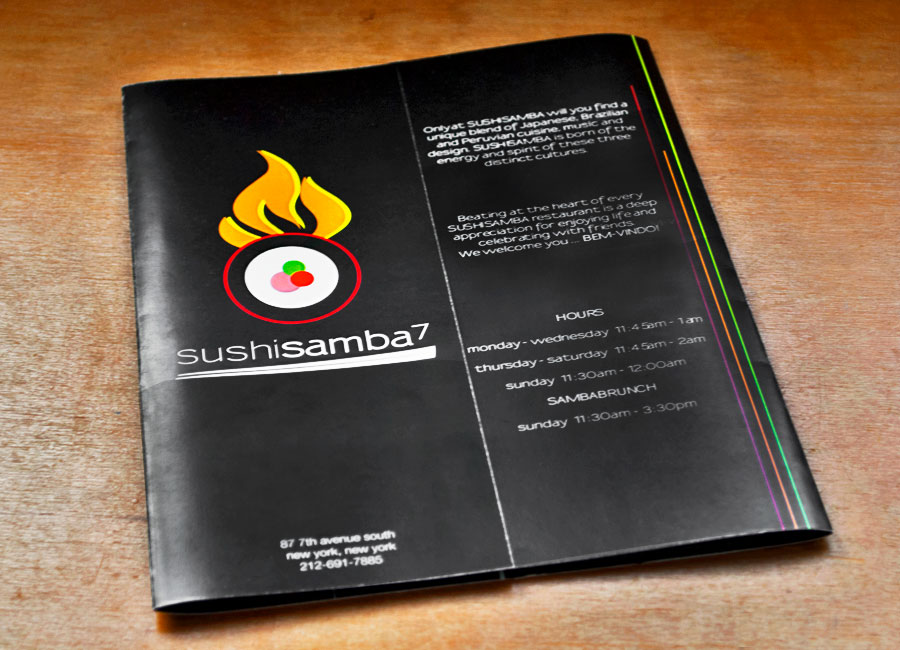 sushisamba7
87 7th avenue south
new york, new york
212-691-7885
Only at SUSHISAMBA will you find a
unique blend of Japanese, Brazilian
and Peruvian cuisine, music and
design. SUSHISAMBA is born of the
energy and spirit of these three
distinct cultures.
Beating at the heart of every
SUSHISAMBA restaurant is a deep
appreciation for enjoying life and
celebrating with friends.
We welcome you ... BEM-VINDO!
HOURS
monday - wednesday 11:45am - 1am
thursday - saturday 11:45am - 2am
sunday 11:30am - 12:00am
SAMBABRUNCH
sunday 11:30am - 3:30pm